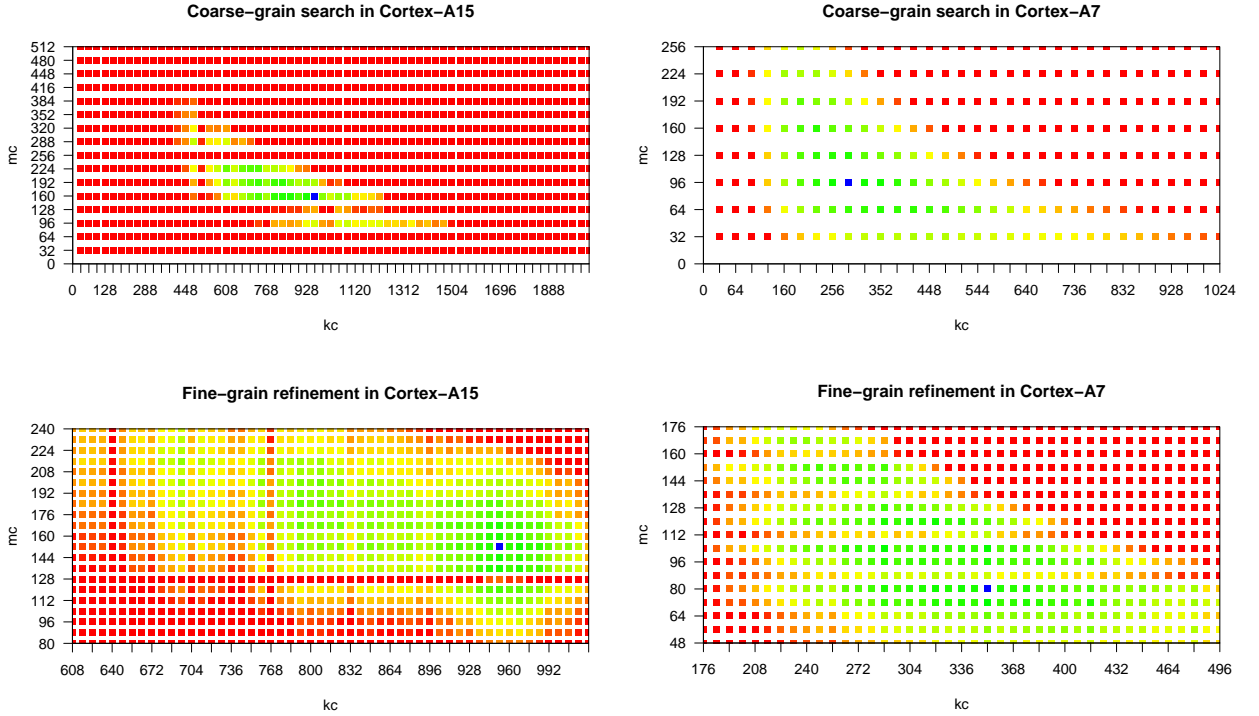 Coarse−grain search in Cortex−A15
mc
512
480
448
416
384
352
320
288
256
224
192
160
128
96
64
32
0
0 128 288 448 608 768 928 1120 1312 1504 1696 1888
kc
Coarse−grain search in Cortex−A7
mc
256
224
192
160
128
96
64
32
0
0 64 160 256 352 448 544 640 736 832 928 1024
kc
Fine−grain refinement in Cortex−A15
mc
240
224
208
192
176
160
144
128
112
96
80
608 640 672 704 736 768 800 832 864 896 928 960 992
kc
Fine−grain refinement in Cortex−A7
mc
176
160
144
128
112
96
80
64
48
176 208 240 272 304 336 368 400 432 464 496
kc